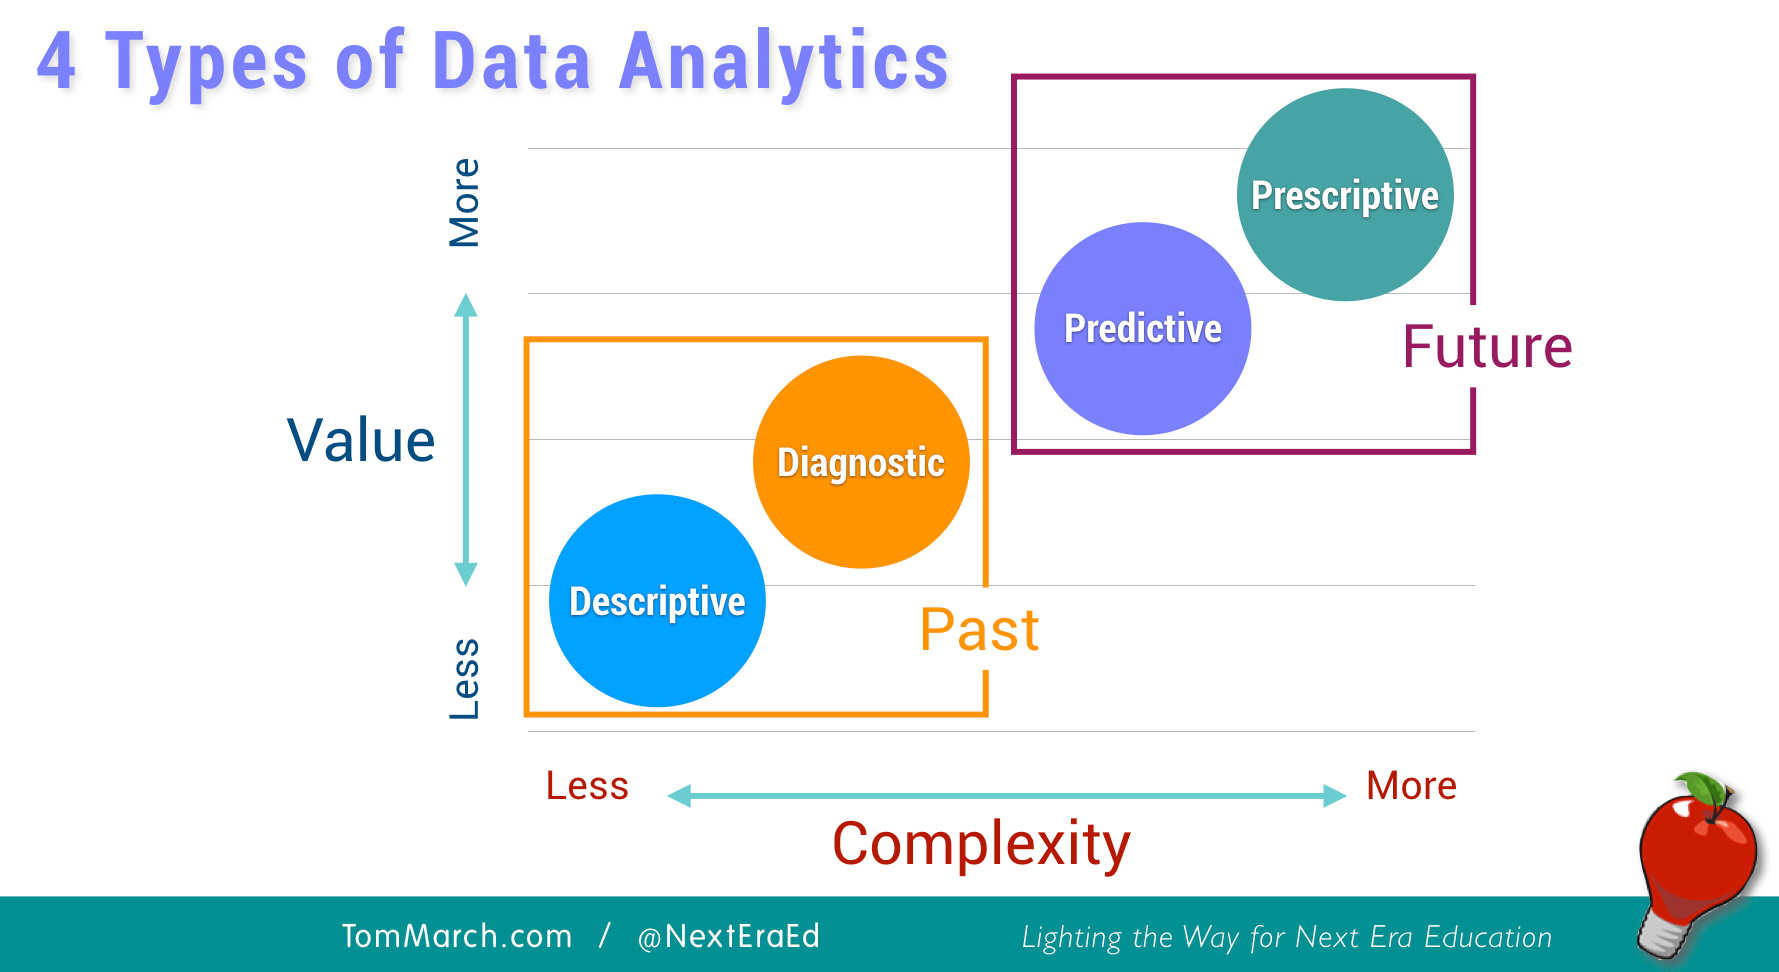 4 Types of Data Analytics
More
Prescriptive
Predictive
Future
Value
Diagnostic
Descriptive
Past
Less
Less
More
Complexity
TomMarch.com / @NextEraEd
Lighting the Way for Next Era Education